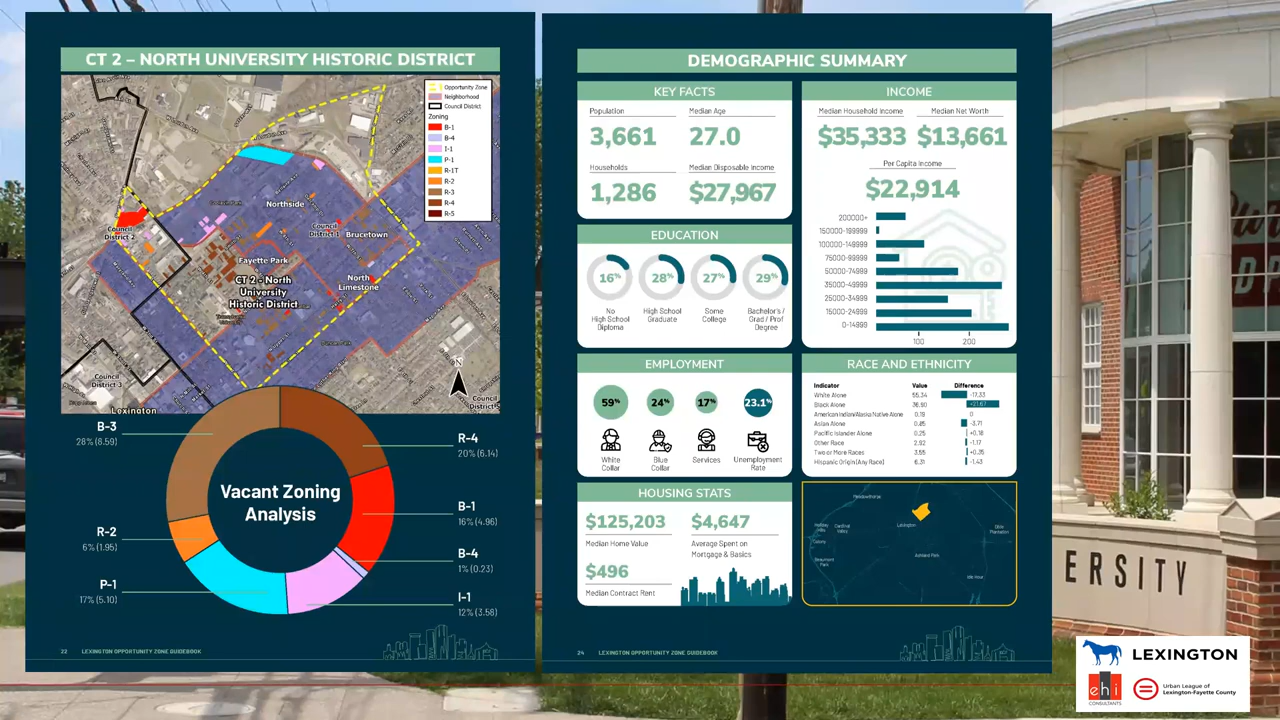 CT 2 – NORTH UNIVERSITY HISTORIC DISTRICT
Opportunity Zone
Neighborhood
Council District
Zoning
B-1
B-4
I-1
P-1
R-1T
R-2
R-3
R-4
R-5
Northside
Council
District 2
Council
District 1
Brucetown
Fayette Park
CT 2 - North
University
Historic District
North
Limestone
Council
District 3
Council
District
Lexington
N
B-3
28% (8.59)
R-4
20% (6.14)
Vacant Zoning
Analysis
B-1
16% (4.96)
R-2
6% (1.95)
B-4
1% (0.23)
P-1
17% (5.10)
I-1
12% (3.58)
22 LEXINGTON OPPORTUNITY ZONE GUIDEBOOK
DEMOGRAPHIC SUMMARY
KEY FACTS
Population
Median Age
3,661
27.0
Households
Median Disposable Income
1,286
$27,967
INCOME
Median Household Income
Median Net Worth
$35,333
$13,661
Per Capita Income
$22,914
200000+
150000-199999
100000-149999
75000-99999
50000-74999
35000-49999
25000-34999
15000-24999
0-14999
100 200
EDUCATION
16%
28%
27%
29%
No
High School
Diploma
High School
Graduate
Some
College
Bachelor's /
Grad / Prof
Degree
EMPLOYMENT
59%
24%
17%
23.1%
White
Collar
Blue
Collar
Services
Unemployment
Rate
RACE AND ETHNICITY
Indicator Value Difference
White Alone 55.34 -17.33
Black Alone 36.90 +21.67
American Indian/Alaska Native Alone 0.19 0
Asian Alone 0.85 -3.71
Pacific Islander Alone 0.25 +0.18
Other Race 2.92 -1.17
Two or More Races 3.55 +0.35
Hispanic Origin (Any Race) 6.31 -1.43
HOUSING STATS
$125,203
Median Home Value
$4,647
Average Spent on
Mortgage & Basics
$496
Median Contract Rent
Meadowthorpe
Cardinal
Valley
Lexington
Ashland Park
Idle Hour
24 LEXINGTON OPPORTUNITY ZONE GUIDEBOOK
ERSITY
LEXINGTON
ehi
CONSULTANTS
Urban League of
Lexington-Fayette County